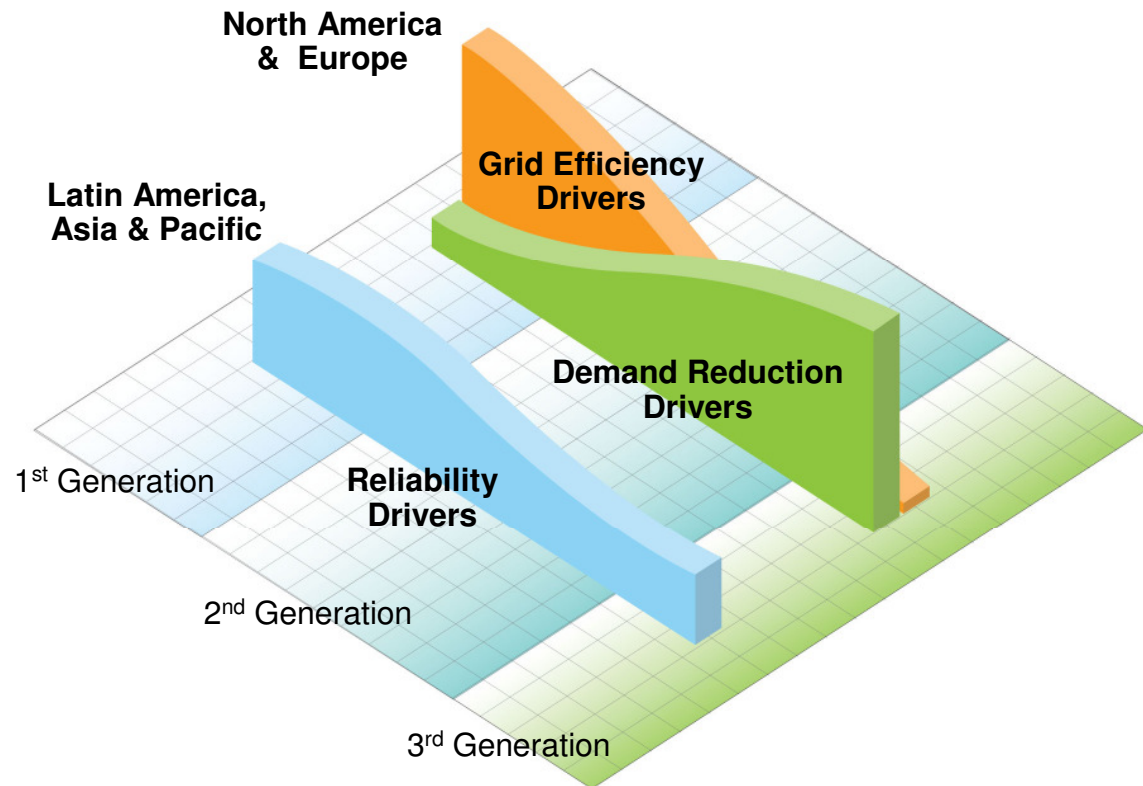 North America
& Europe
Grid Efficiency
Drivers
Latin America,
Asia & Pacific
Demand Reduction
Drivers
1st Generation
Reliability
Drivers
2nd Generation
3rd Generation